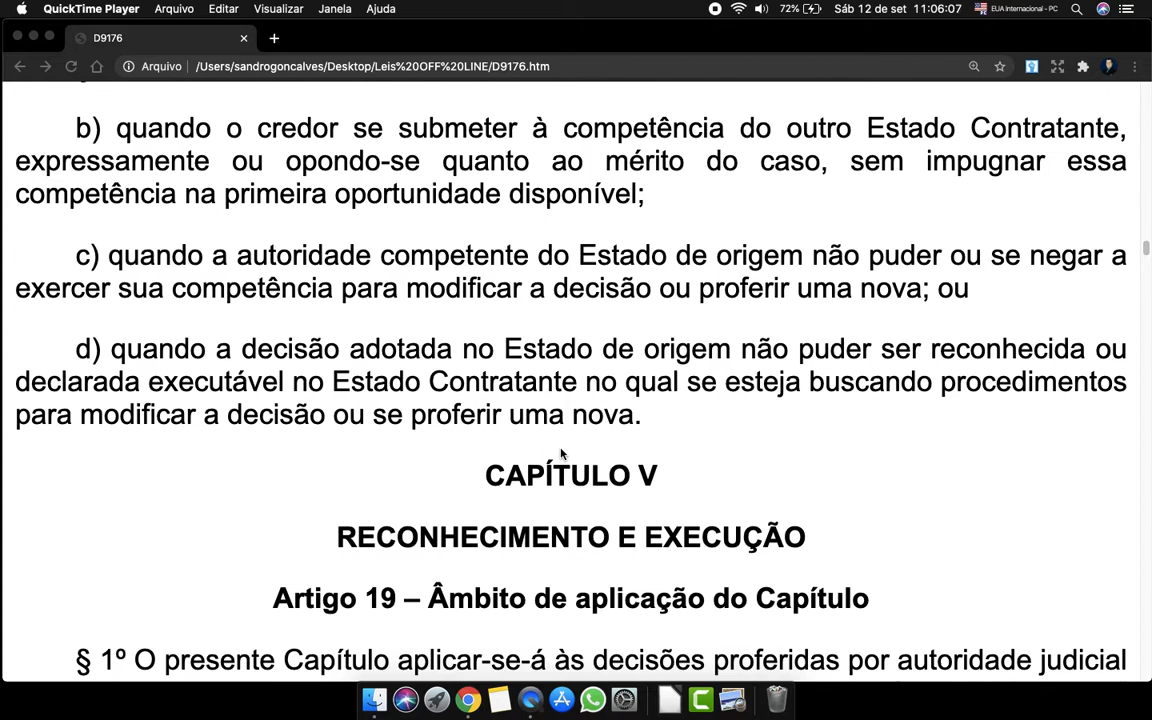 QuickTime Player Arquivo Editar Visualizar Janela Ajuda 72% Sáb 12 de set 11:06:07 EUA Internacional - PC
D9176
Arquivo /Users/sandrogoncalves/Desktop/Leis%20OFF%20LINE/D9176.htm
b) quando o credor se submeter à competência do outro Estado Contratante,
expressamente ou opondo-se quanto ao mérito do caso, sem impugnar essa
competência na primeira oportunidade disponível;
c) quando a autoridade competente do Estado de origem não puder ou se negar a
exercer sua competência para modificar a decisão ou proferir uma nova; ou
d) quando a decisão adotada no Estado de origem não puder ser reconhecida ou
declarada executável no Estado Contratante no qual se esteja buscando procedimentos
para modificar a decisão ou se proferir uma nova.
CAPÍTULO V
RECONHECIMENTO E EXECUÇÃO
Artigo 19 – Âmbito de aplicação do Capítulo
§ 1º O presente Capítulo aplicar-se-á às decisões proferidas por autoridade judicial